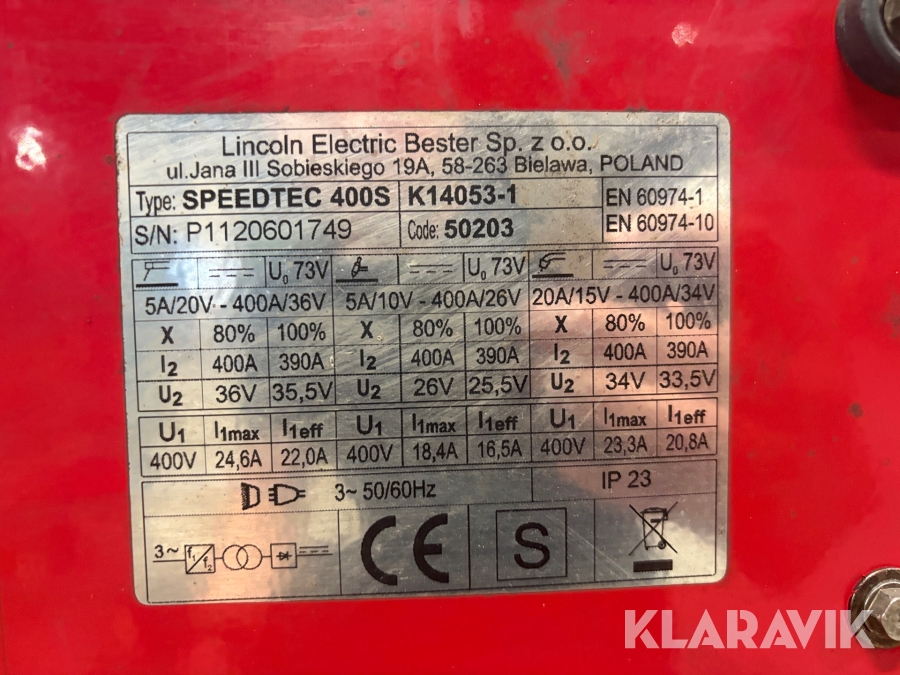 Lincoln Electric Bester Sp. z o.o.
ul.Jana III Sobieskiego 19A, 58-263 Bielawa, POLAND
Type: SPEEDTEC 400S K14053-1 EN 60974-1
S/N: P1120601749 Code: 50203 EN 60974-10
U0 73V U0 73V U0 73V
5A/20V - 400A/36V 5A/10V - 400A/26V 20A/15V - 400A/34V
X 80% 100% X 80% 100% X 80% 100%
I2 400A 390A I2 400A 390A I2 400A 390A
U2 36V 35,5V U2 26V 25,5V U2 34V 33,5V
U1 I1max I1eff U1 I1max I1eff U1 I1max I1eff
400V 24,6A 22,0A 400V 18,4A 16,5A 400V 23,3A 20,8A
3~ 50/60Hz IP 23
3~ f1 f2 CE S
KLARAVIK